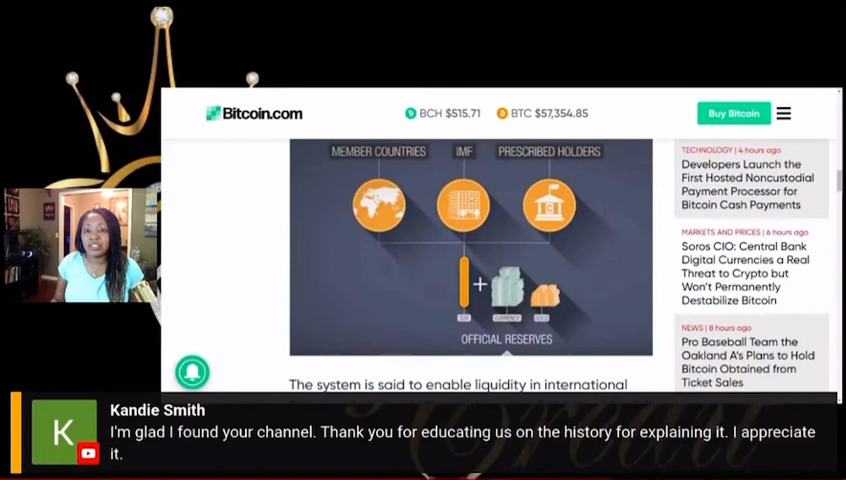 Bitcoin.com
BCH $515.71
BTC $57,354.85
Buy Bitcoin
MEMBER COUNTRIES
IMF
PRESCRIBED HOLDERS
SDR
CURRENCY
GOLD
OFFICIAL RESERVES
The system is said to enable liquidity in international
TECHNOLOGY | 4 hours ago
Developers Launch the
First Hosted Noncustodial
Payment Processor for
Bitcoin Cash Payments
MARKETS AND PRICES | 6 hours ago
Soros CIO: Central Bank
Digital Currencies a Real
Threat to Crypto but
Won't Permanently
Destabilize Bitcoin
NEWS | 8 hours ago
Pro Baseball Team the
Oakland A's Plans to Hold
Bitcoin Obtained from
Ticket Sales
K
Kandie Smith
I'm glad I found your channel. Thank you for educating us on the history for explaining it. I appreciate
it.